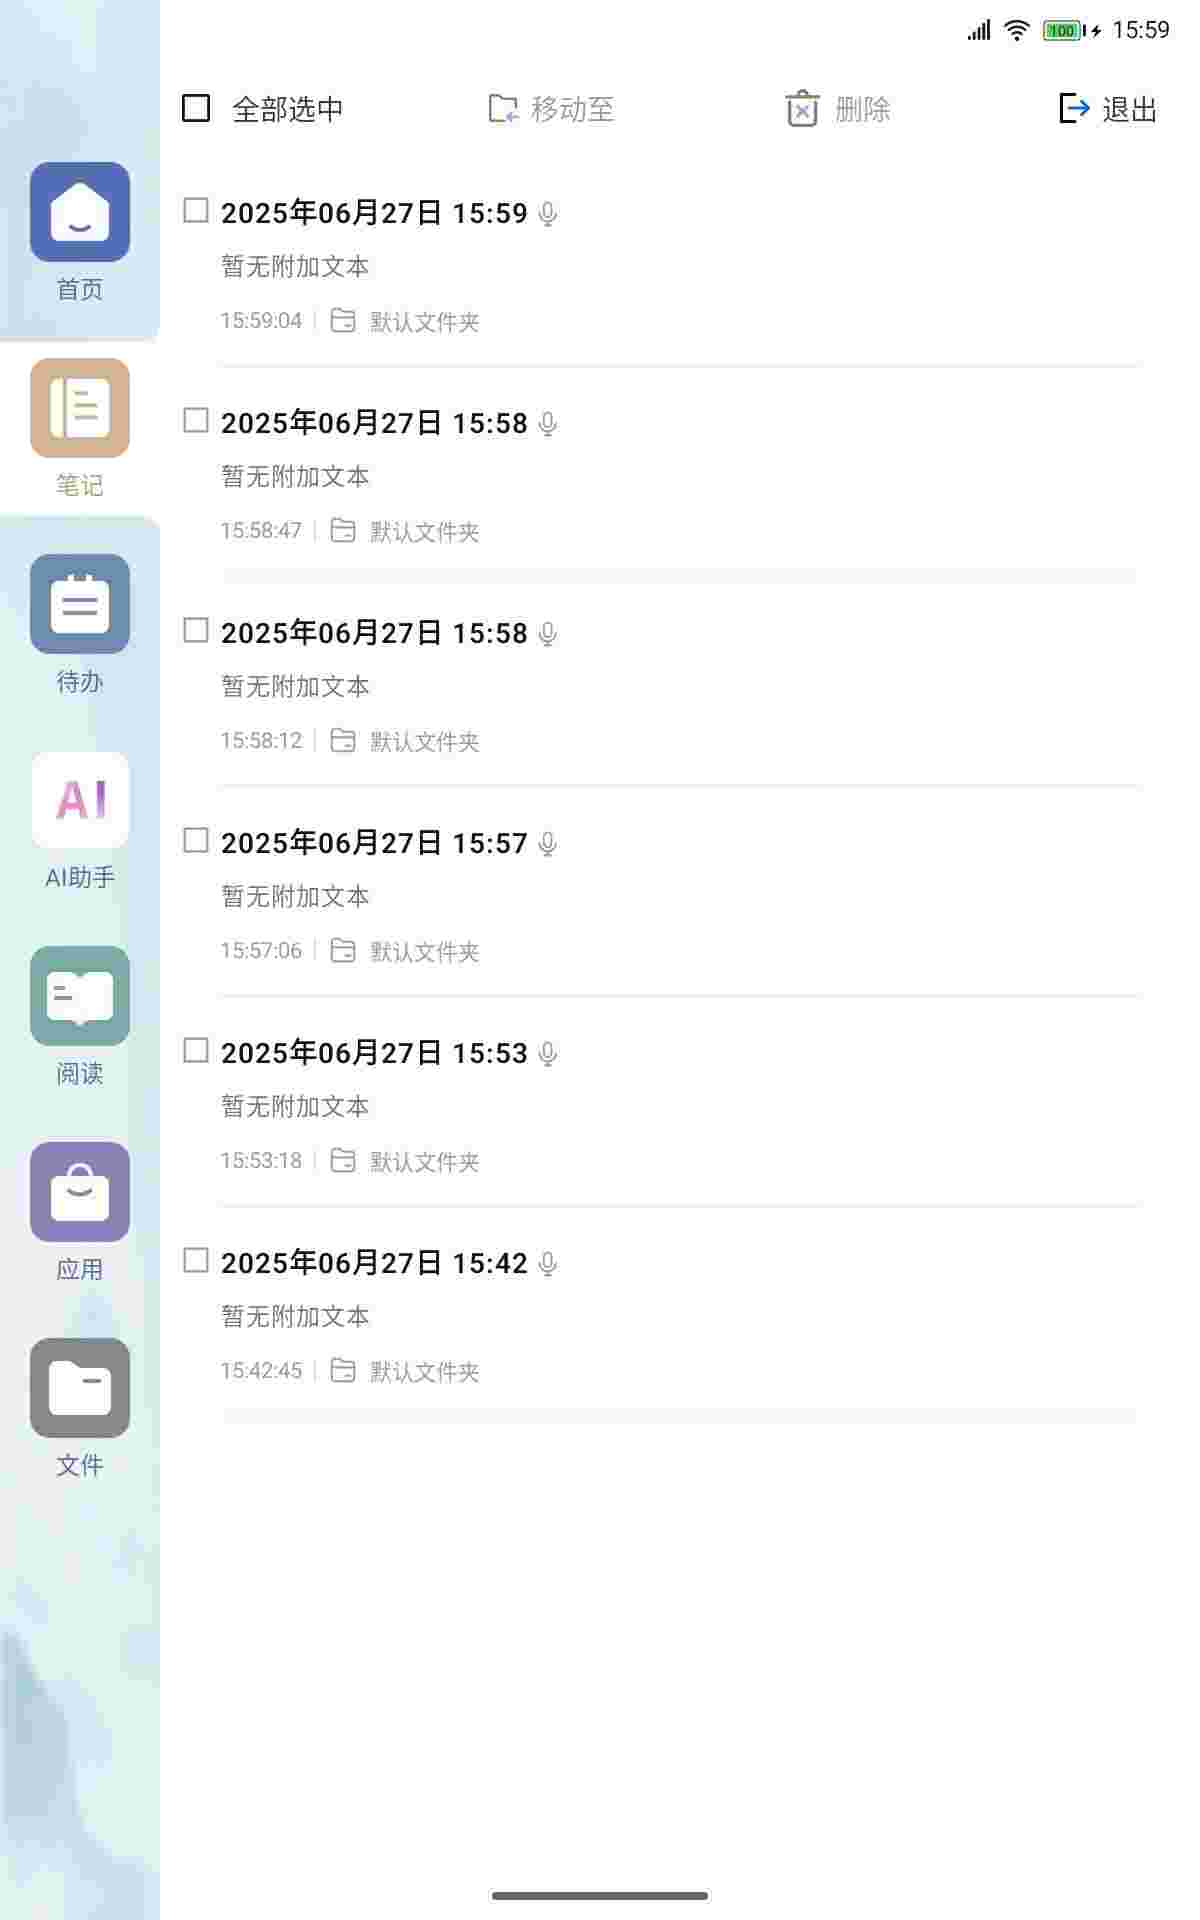 100 15:59
全部选中 移动至 删除 退出
首页
笔记
待办
AI
AI助手
阅读
应用
文件
2025年06月27日 15:59
暂无附加文本
15:59:04 默认文件夹
2025年06月27日 15:58
暂无附加文本
15:58:47 默认文件夹
2025年06月27日 15:58
暂无附加文本
15:58:12 默认文件夹
2025年06月27日 15:57
暂无附加文本
15:57:06 默认文件夹
2025年06月27日 15:53
暂无附加文本
15:53:18 默认文件夹
2025年06月27日 15:42
暂无附加文本
15:42:45 默认文件夹